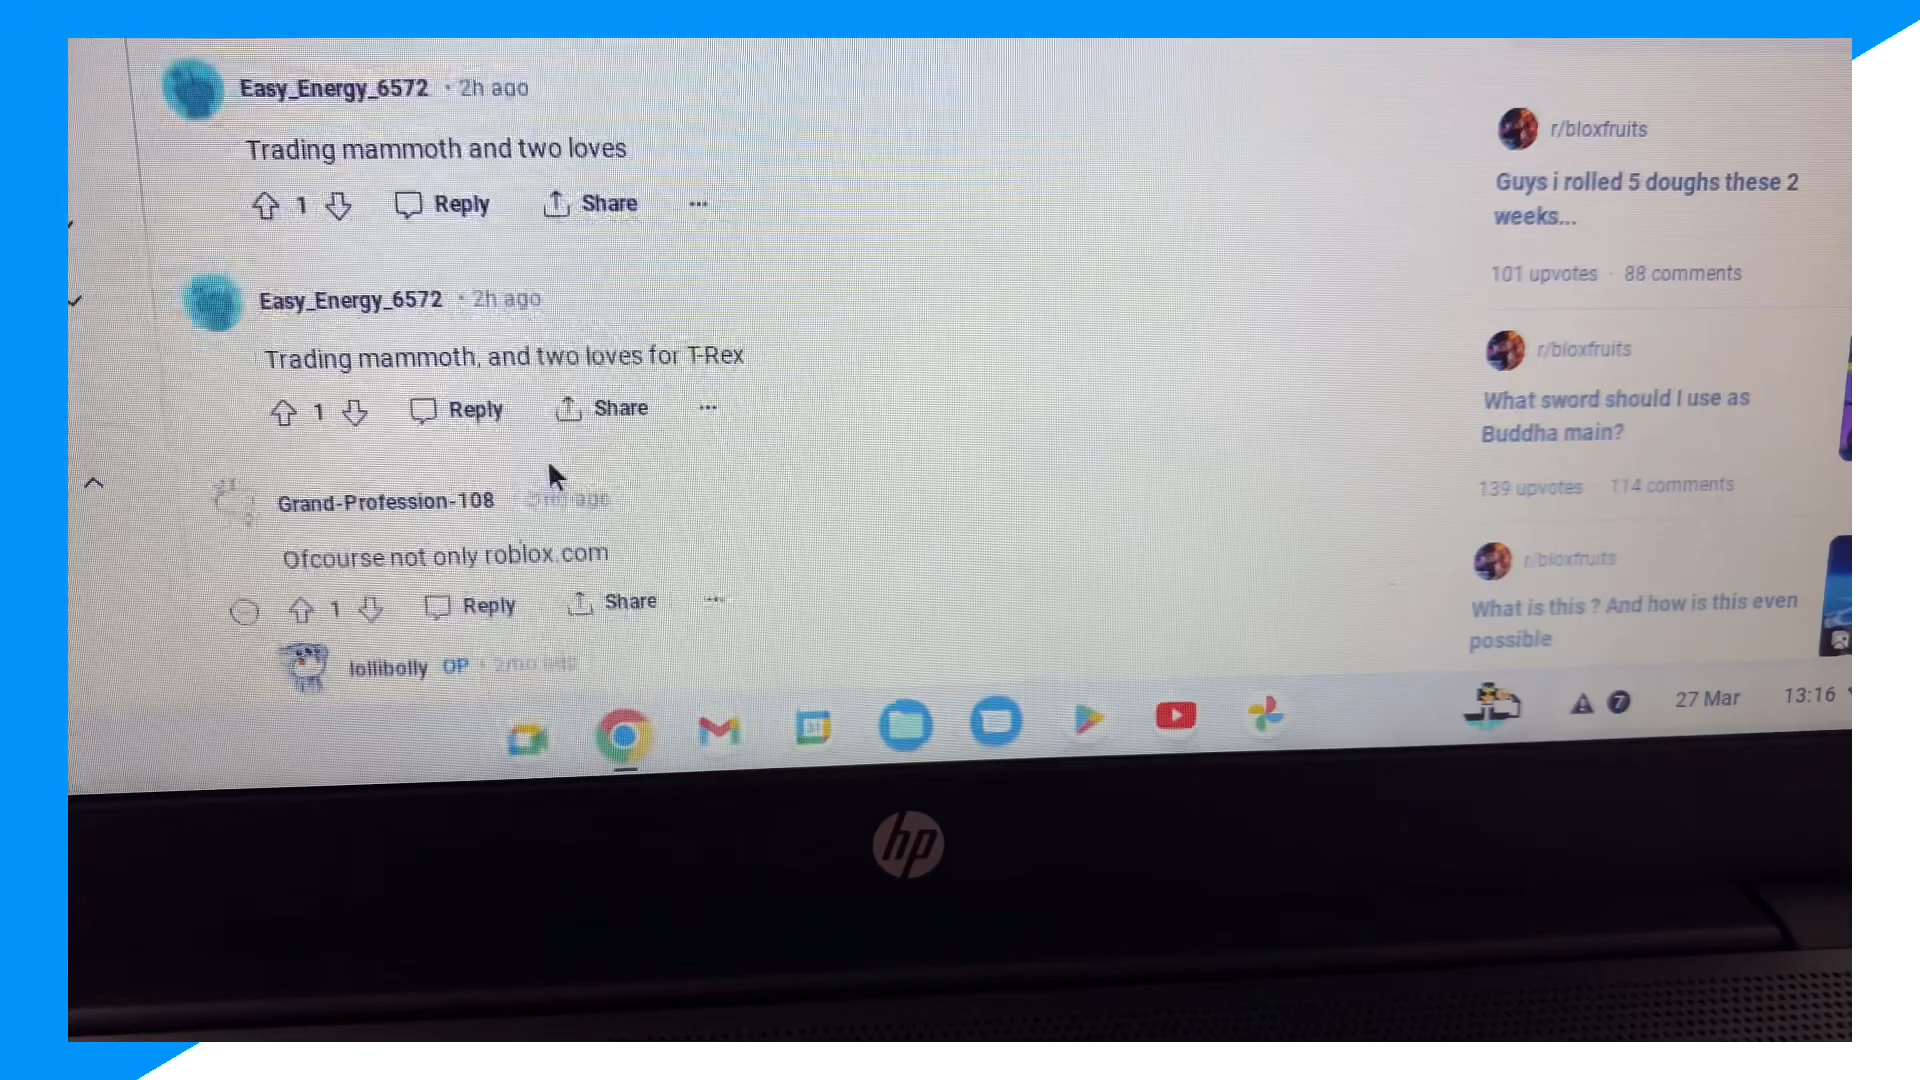 Easy_Energy_6572 · 2h ago
Trading mammoth and two loves
1 Reply Share ...
Easy_Energy_6572 · 2h ago
Trading mammoth, and two loves for T-Rex
1 Reply Share ...
Grand-Profession-108 ago
Ofcourse not only roblox.com
1 Reply Share ...
lollibolly OP · 2mo
r/bloxfruits
Guys i rolled 5 doughs these 2
weeks...
101 upvotes · 88 comments
r/bloxfruits
What sword should I use as
Buddha main?
139 upvotes · 114 comments
r/bloxfruits
What is this ? And how is this even
possible
31
7 27 Mar 13:16
hp